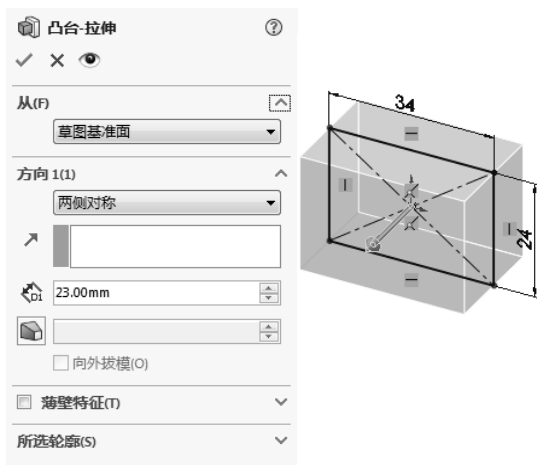 凸台-拉伸
从(F)
草图基准面
方向1(1)
两侧对称
D1
23.00mm
向外拔模(O)
薄壁特征(T)
所选轮廓(S)
34
24